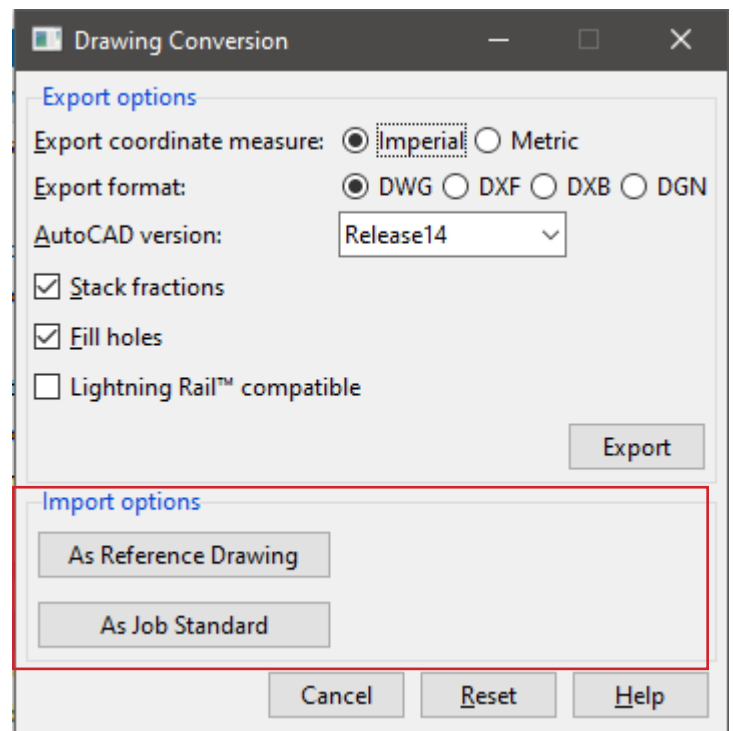 Drawing Conversion
Export options
Export coordinate measure: Imperial Metric
Export format: DWG DXF DXB DGN
AutoCAD version: Release14
Stack fractions
Fill holes
Lightning Rail™ compatible
Export
Import options
As Reference Drawing
As Job Standard
Cancel Reset Help